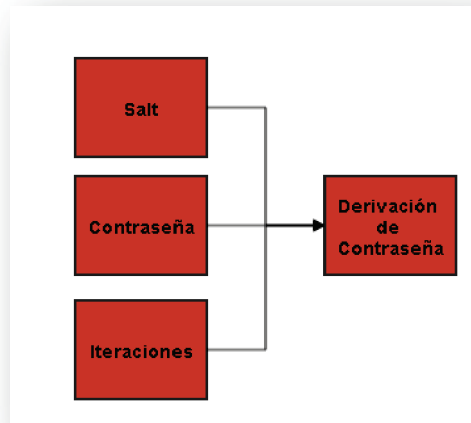 Salt
Contraseña
Derivación
de
Contraseña
Iteraciones